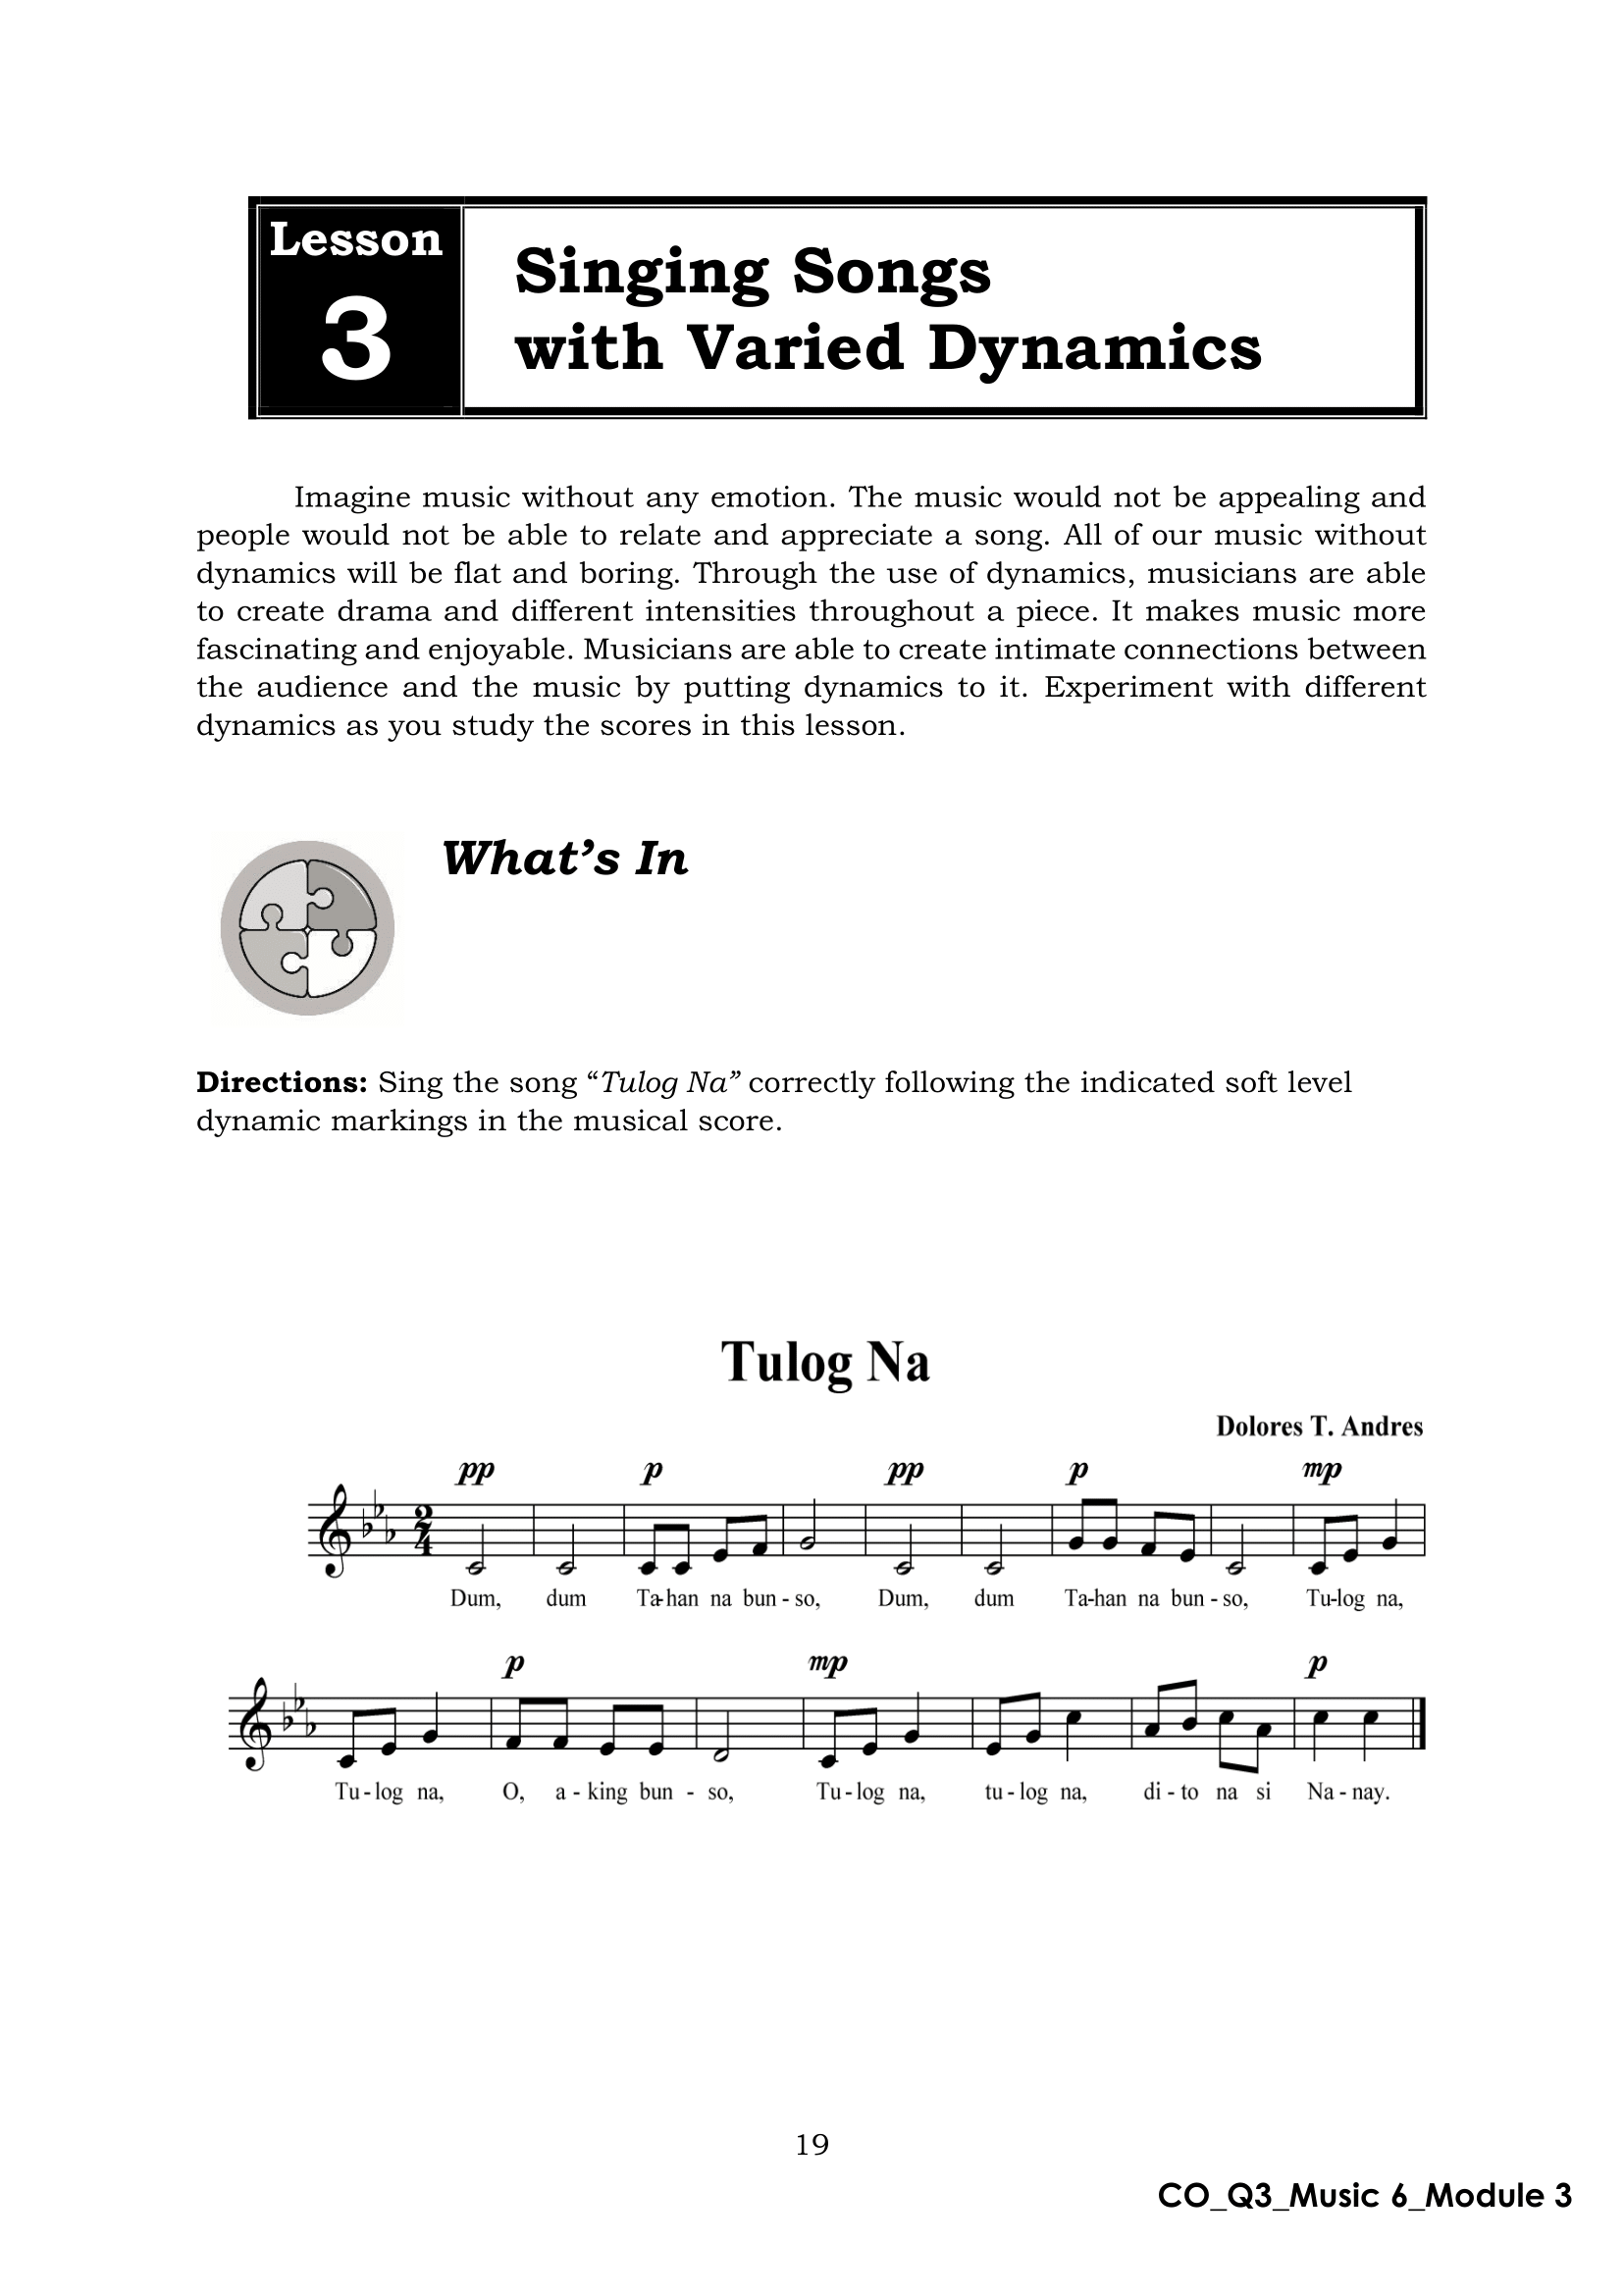 Lesson
3
Singing Songs
with Varied Dynamics
Imagine music without any emotion. The music would not be appealing and
people would not be able to relate and appreciate a song. All of our music without
dynamics will be flat and boring. Through the use of dynamics, musicians are able
to create drama and different intensities throughout a piece. It makes music more
fascinating and enjoyable. Musicians are able to create intimate connections between
the audience and the music by putting dynamics to it. Experiment with different
dynamics as you study the scores in this lesson.
What’s In
Directions: Sing the song “Tulog Na” correctly following the indicated soft level
dynamic markings in the musical score.
Tulog Na
Dolores T. Andres
pp p pp p mp
2
4
Dum, dum Ta-han na bun - so, Dum, dum Ta-han na bun - so, Tu-log na,
p mp p
Tu - log na, O, a - king bun - so, Tu - log na, tu - log na, di - to na si Na - nay.
19
CO_Q3_Music 6_Module 3